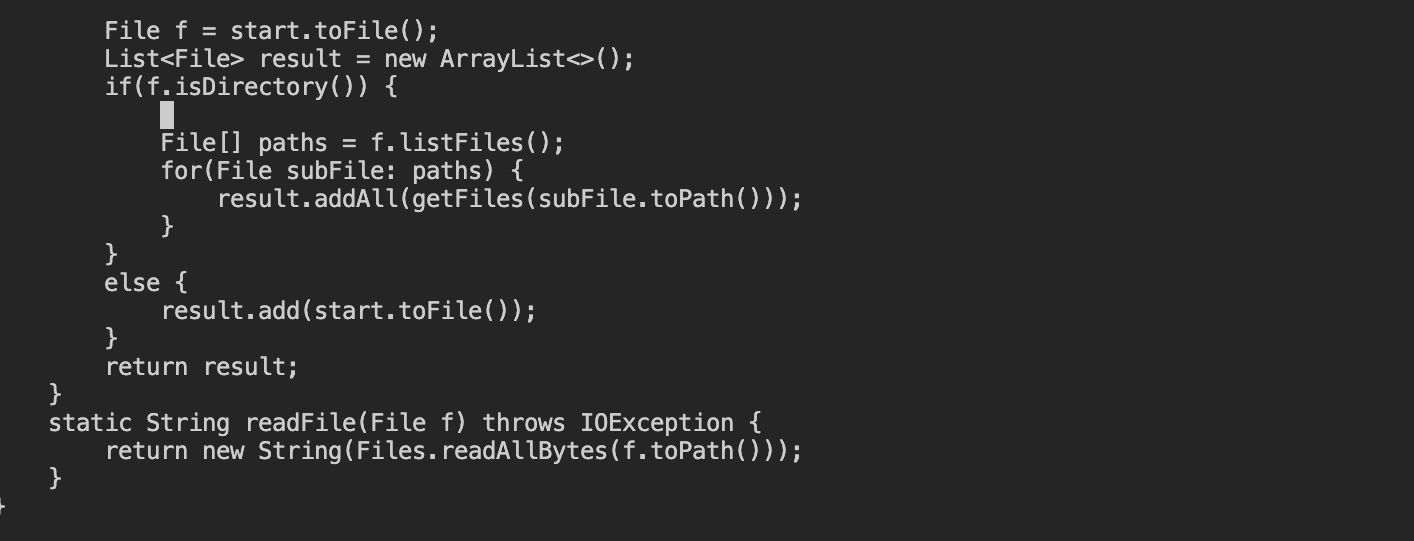 File f = start.toFile();
        List<File> result = new ArrayList<>();
        if(f.isDirectory()) {
            File[] paths = f.listFiles();
            for(File subFile: paths) {
                result.addAll(getFiles(subFile.toPath()));
            }
        }
        else {
            result.add(start.toFile());
        }
        return result;
    }
    static String readFile(File f) throws IOException {
        return new String(Files.readAllBytes(f.toPath()));
    }
}